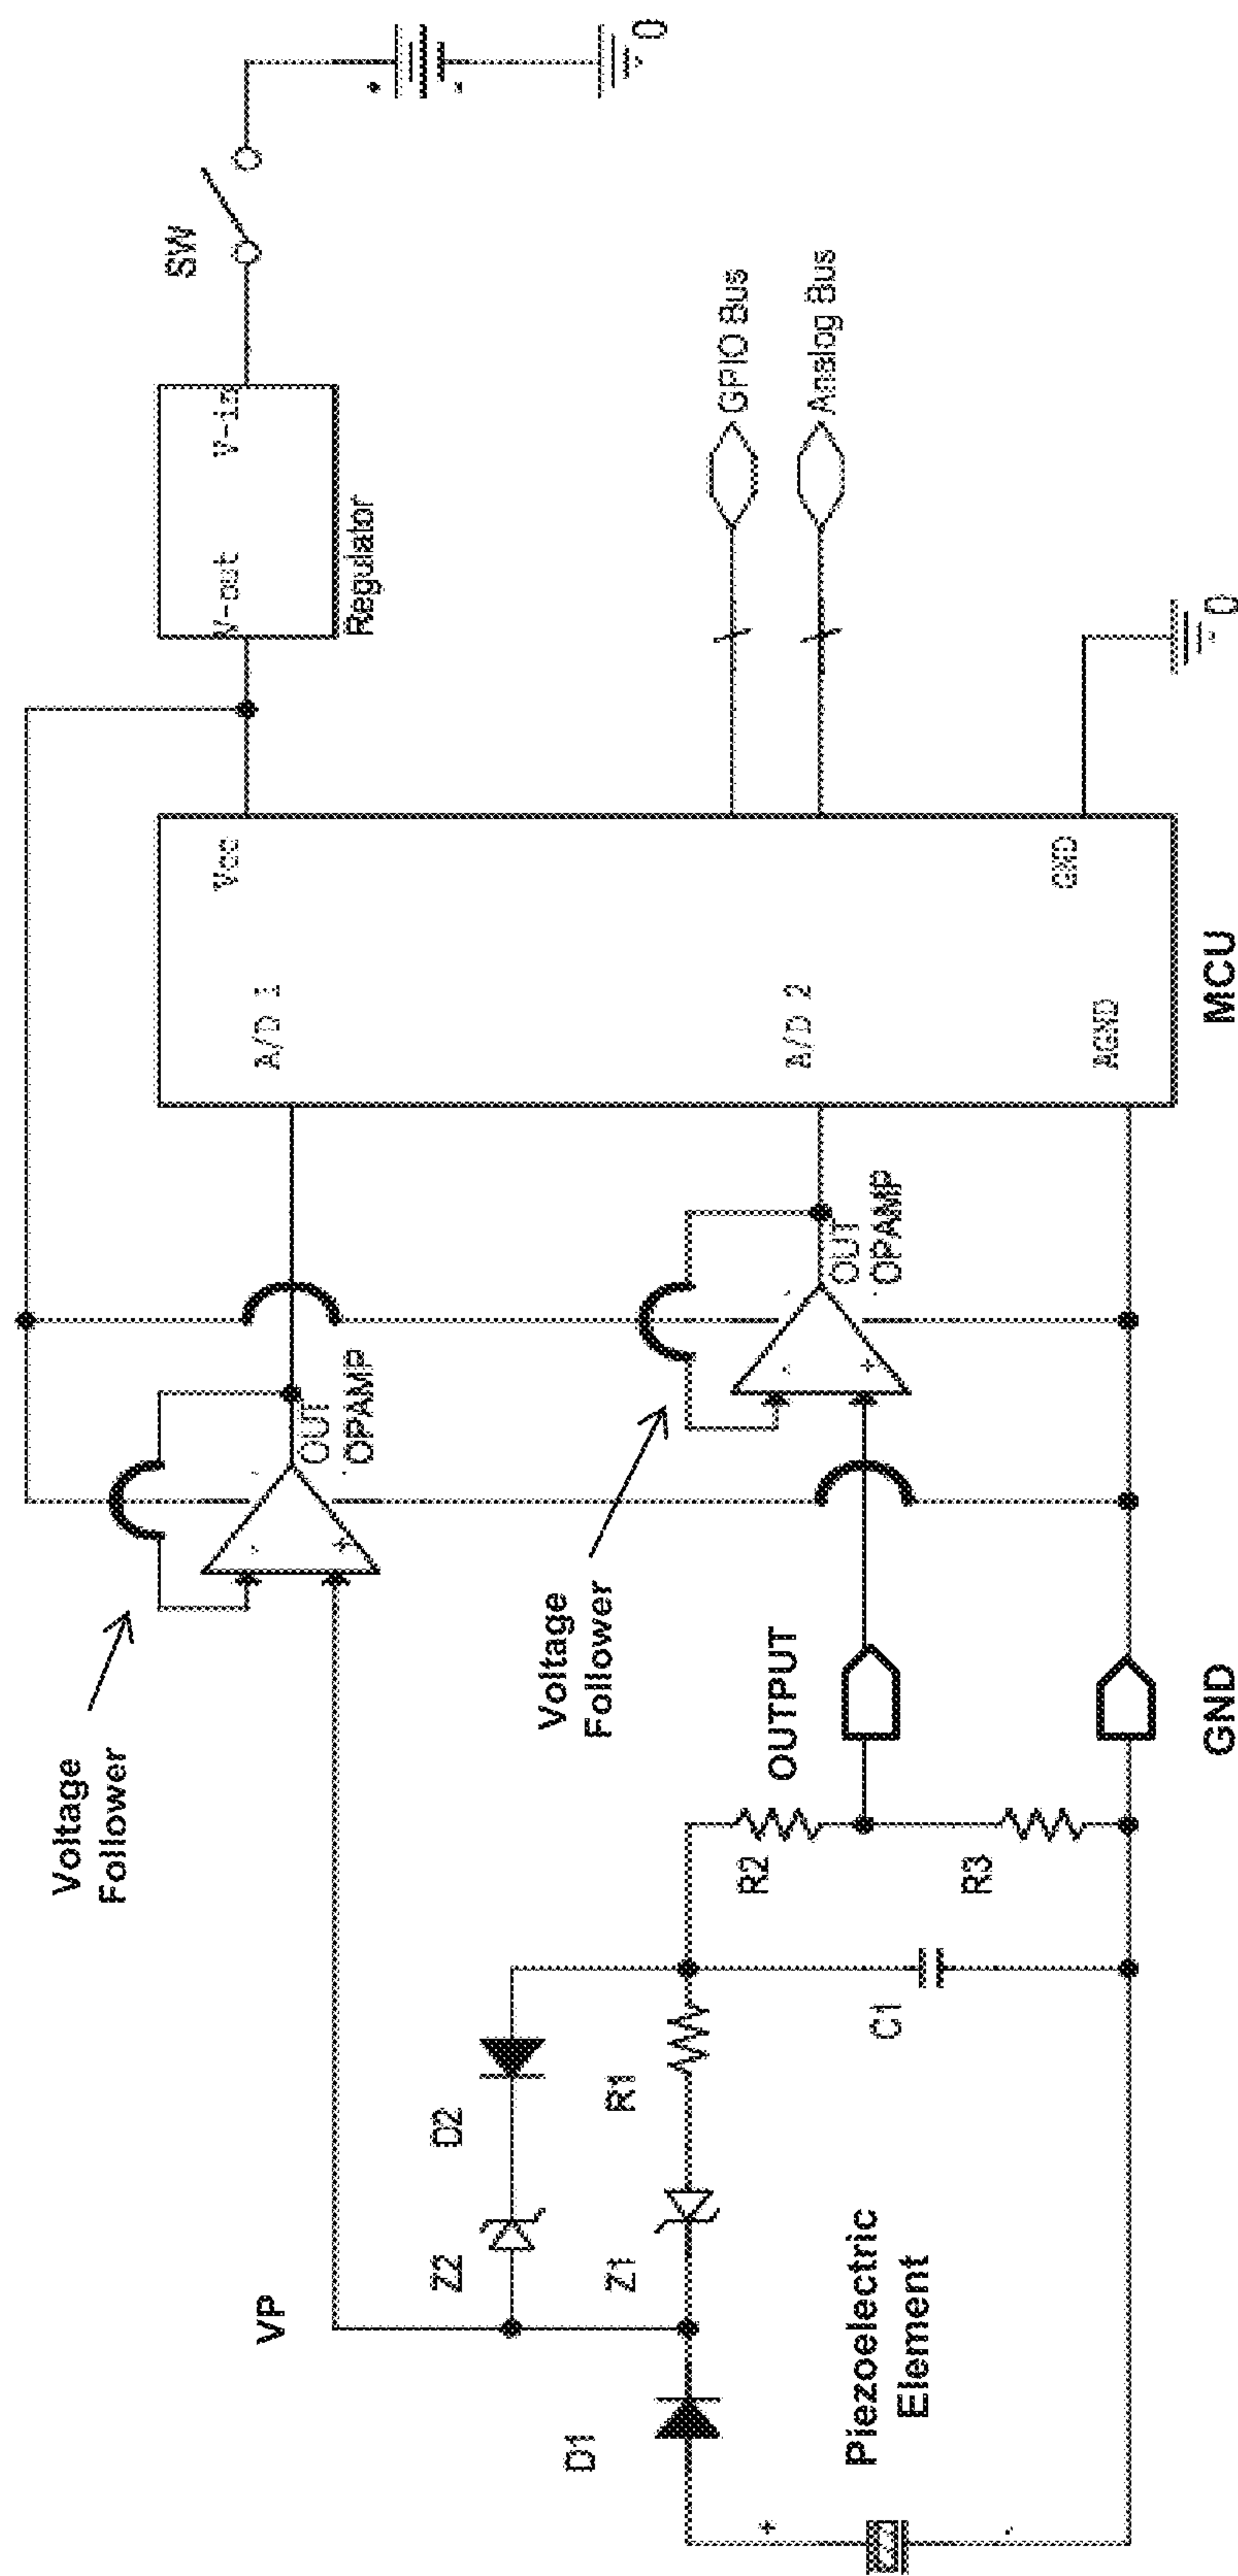 Voltage
Follower
OUT
OPAMP
VP
Z2
D2
D1
Z1
R1
Piezoelectric
Element
C1
R2
R3
OUTPUT
GND
Voltage
Follower
OUT
OPAMP
A/D 1
A/D 2
AGND
Vcc
GND
MCU
V-out
V-in
Regulator
SW
+
-
0
GPIO Bus
Analog Bus
0
+
-
-
+
-
+